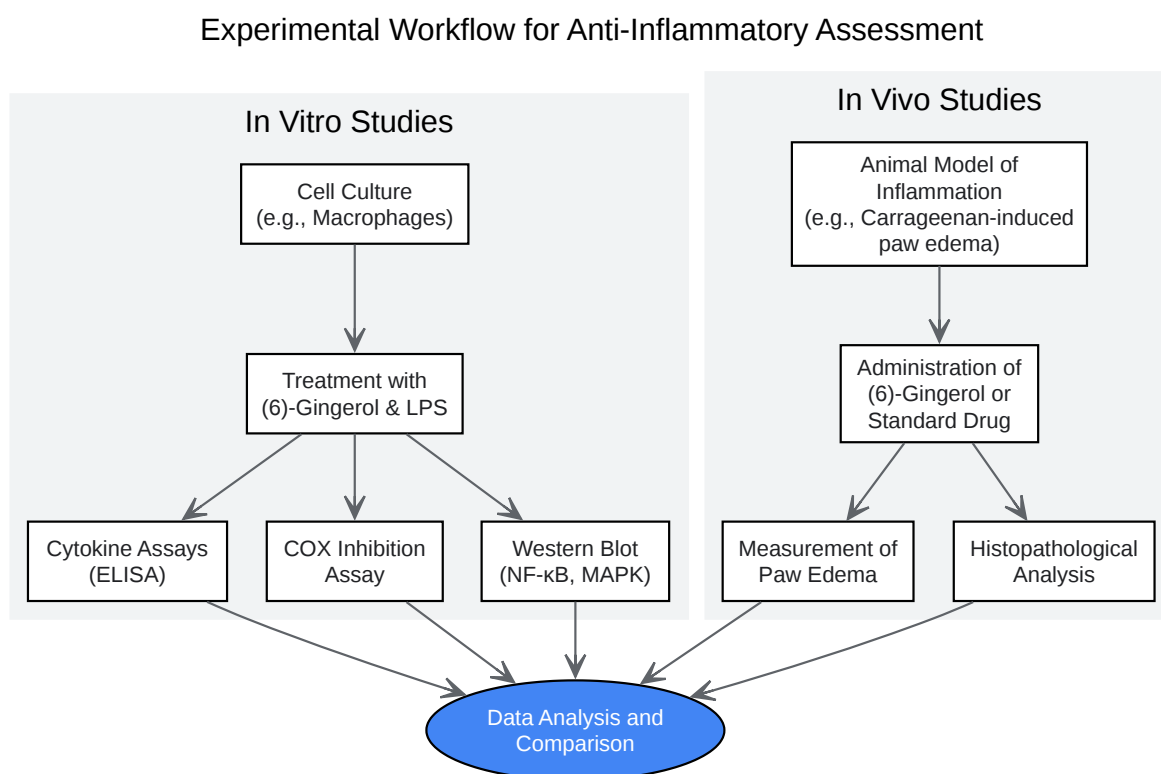 Experimental Workflow for Anti-Inflammatory Assessment
In Vitro Studies
Cell Culture
(e.g., Macrophages)
Treatment with
(6)-Gingerol & LPS
Cytokine Assays
(ELISA)
COX Inhibition
Assay
Western Blot
(NF-κB, MAPK)
In Vivo Studies
Animal Model of
Inflammation
(e.g., Carrageenan-induced
paw edema)
Administration of
(6)-Gingerol or
Standard Drug
Measurement of
Paw Edema
Histopathological
Analysis
Data Analysis and
Comparison